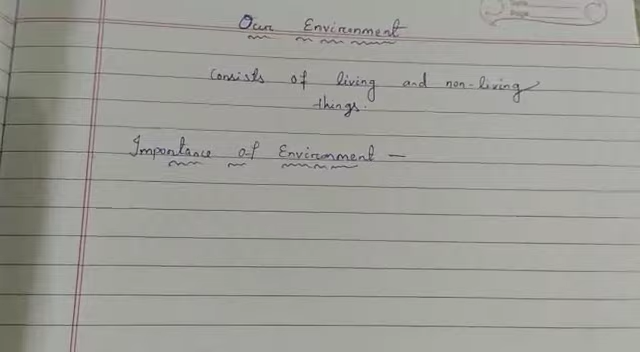 Our Environment
Consists of living and non-living
things.
Importance of Environment —